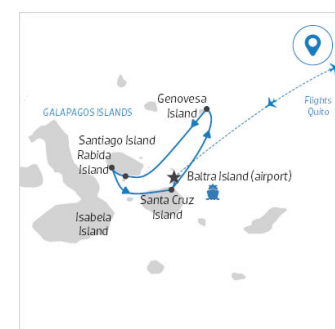 Genovesa
Island
GALAPAGOS ISLANDS
Flights
Quito
Santiago Island
Rabida
Island
Baltra Island (airport)
Santa Cruz
Island
Isabela
Island